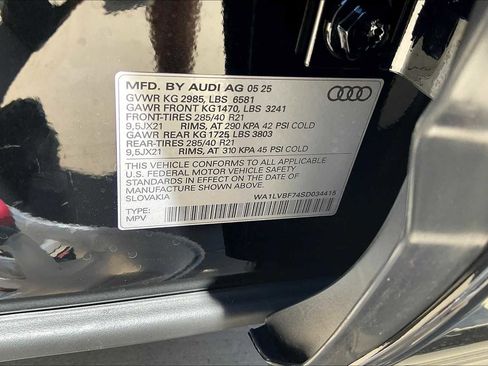 MFD. BY AUDI AG 05 25
GVWR KG 2985, LBS 6581
GAWR FRONT KG1470, LBS 3241
FRONT-TIRES 285/40 R21
9,5JX21 RIMS, AT 290 KPA 42 PSI COLD
GAWR REAR KG1725 LBS 3803
REAR-TIRES 285/40 R21
9,5JX21 RIMS, AT 310 KPA 45 PSI COLD
THIS VEHICLE CONFORMS TO ALL APPLICABLE
U.S. FEDERAL MOTOR VEHICLE SAFETY
STANDARDS IN EFFECT ON THE DATE OF
MANUFACTURE SHOWN ABOVE.
SLOVAKIA WA1LVBF74SD034415
TYPE:
MPV